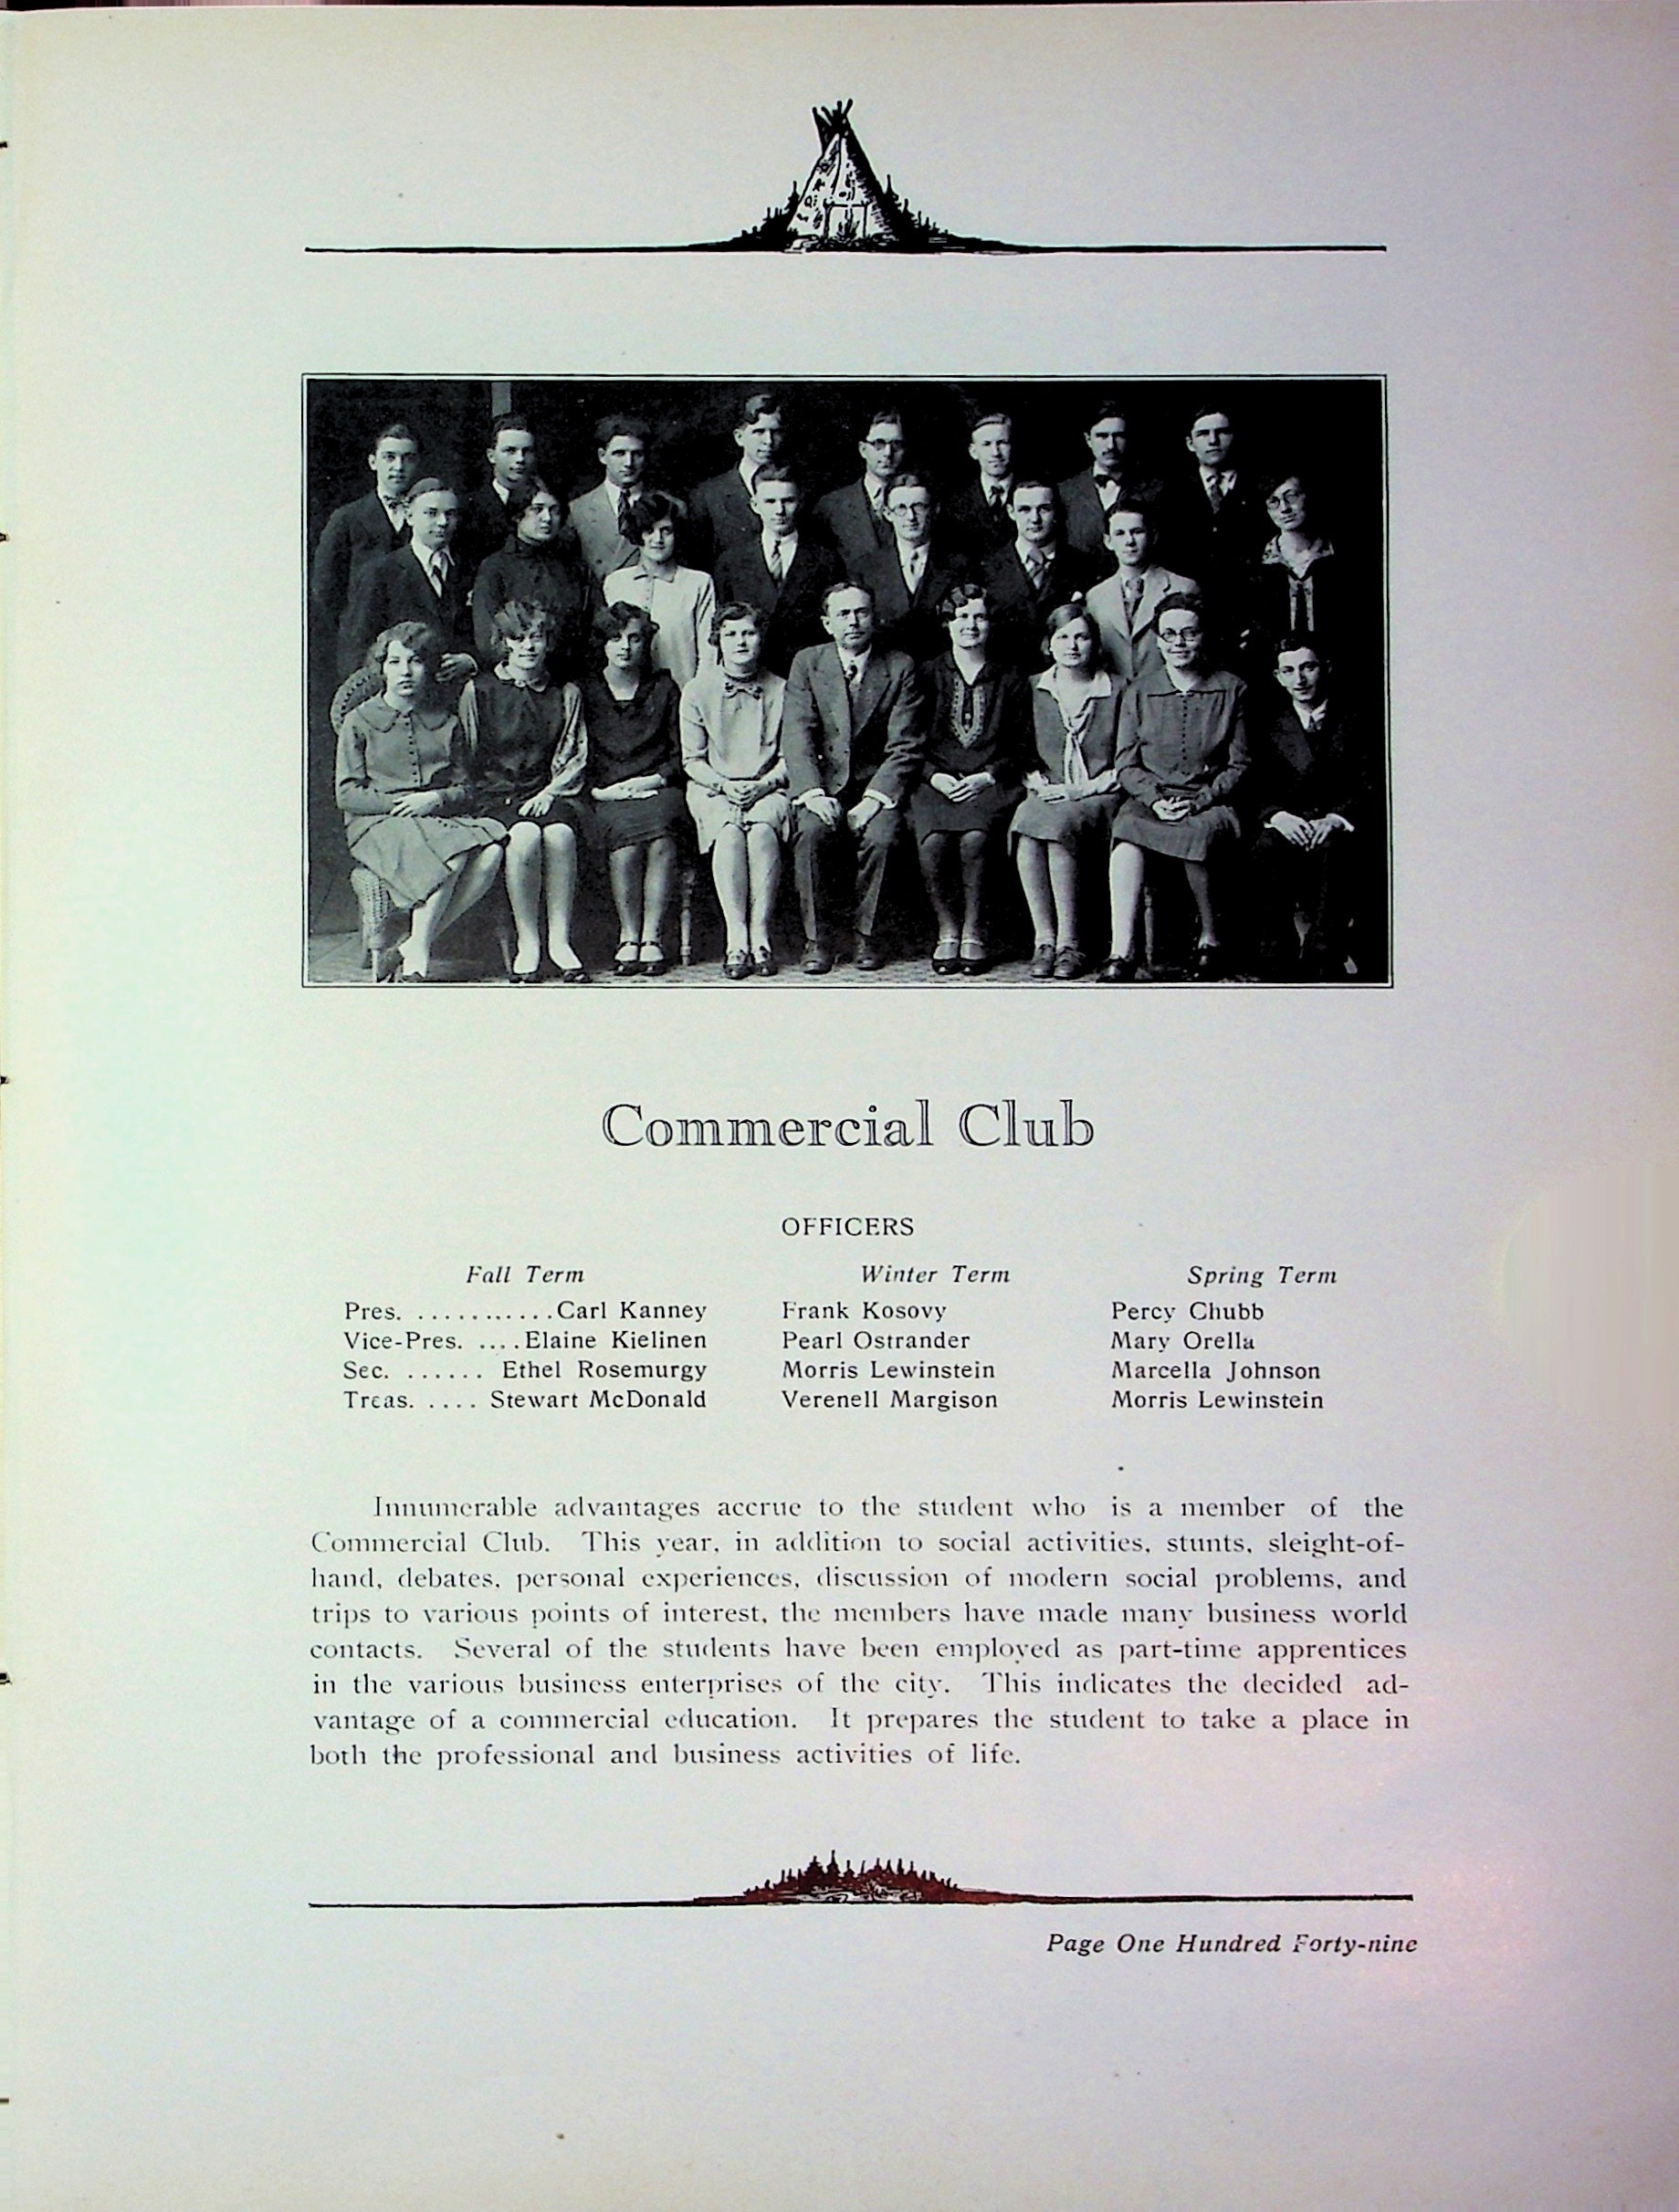 Commercial Club
OFFICERS
Fall Term Winter Term Spring Term
Pres. ............Carl Kanney Frank Kosovy Percy Chubb
Vice-Pres. ....Elaine Kielinen Pearl Ostrander Mary Orella
Sec. ...... Ethel Rosemurgy Morris Lewinstein Marcella Johnson
Treas. .... Stewart McDonald Verenell Margison Morris Lewinstein
Innumerable advantages accrue to the student who is a member of the
Commercial Club. This year, in addition to social activities, stunts, sleight-of-
hand, debates, personal experiences, discussion of modern social problems, and
trips to various points of interest, the members have made many business world
contacts. Several of the students have been employed as part-time apprentices
in the various business enterprises of the city. This indicates the decided ad-
vantage of a commercial education. It prepares the student to take a place in
both the professional and business activities of life.
Page One Hundred Forty-nine